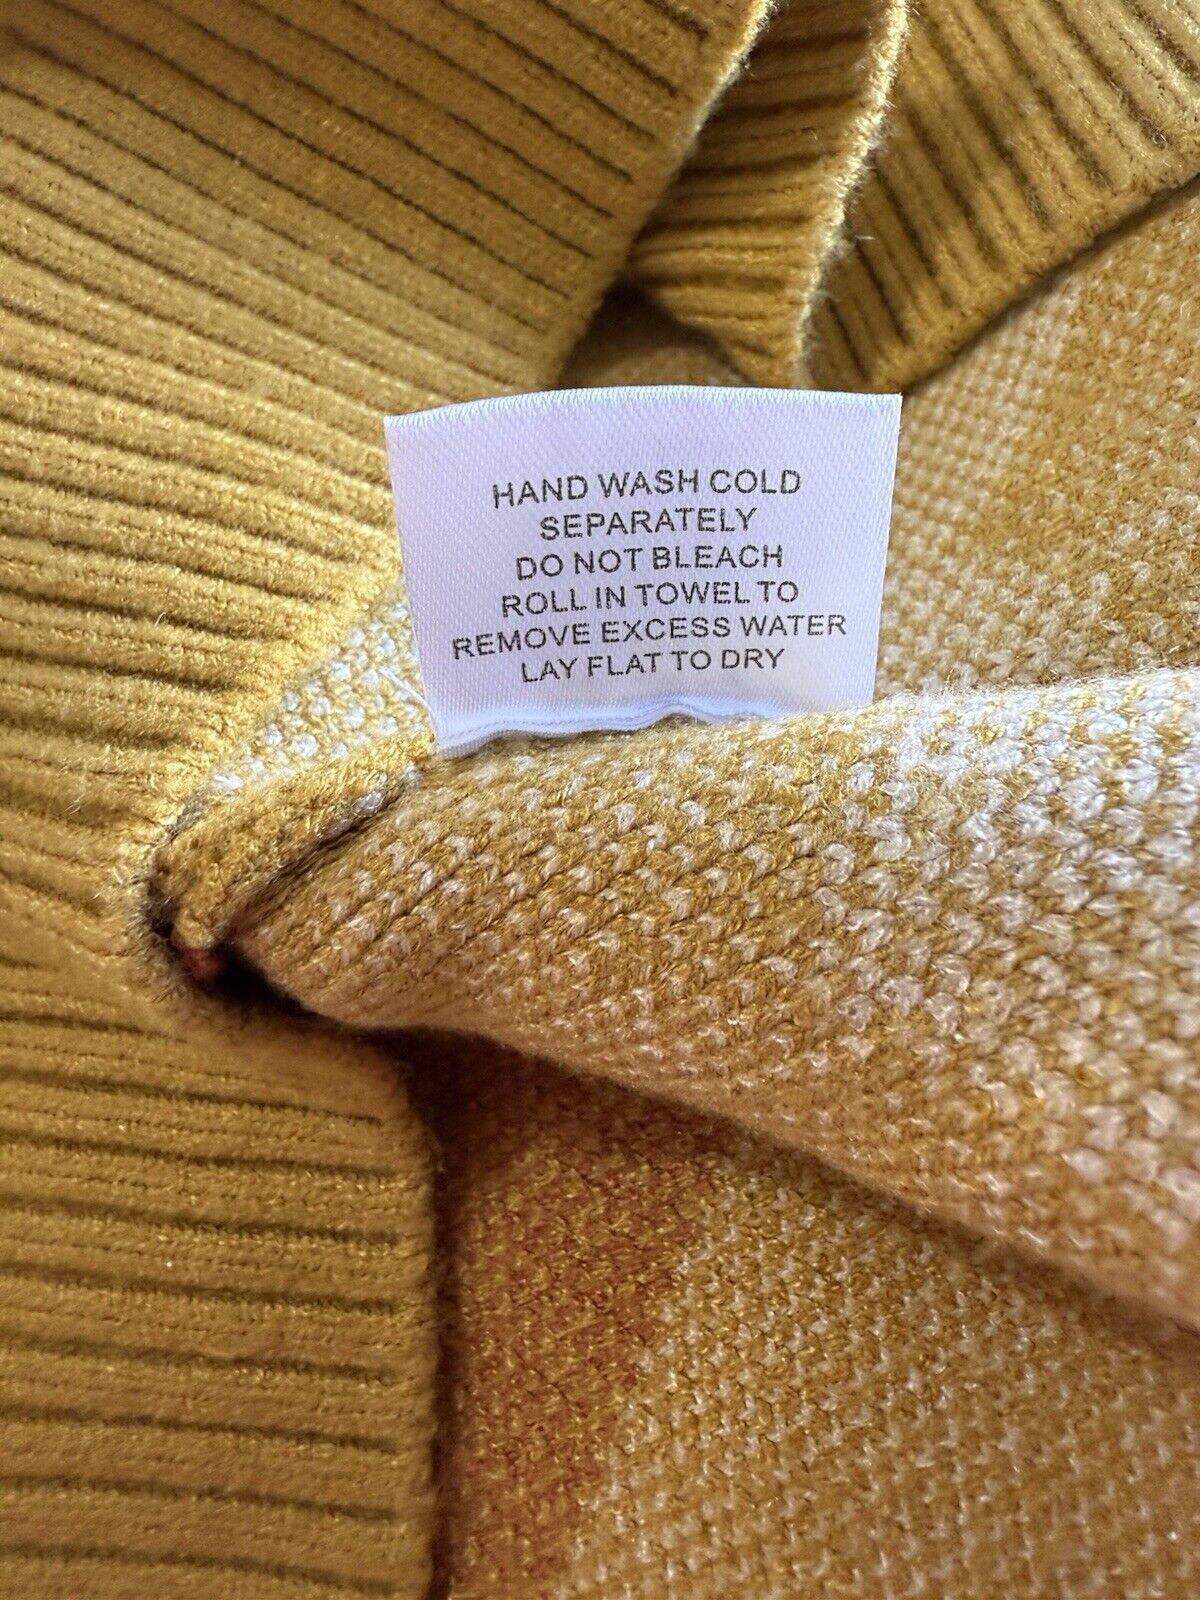 HAND WASH COLD
SEPARATELY
DO NOT BLEACH
ROLL IN TOWEL TO
REMOVE EXCESS WATER
LAY FLAT TO DRY